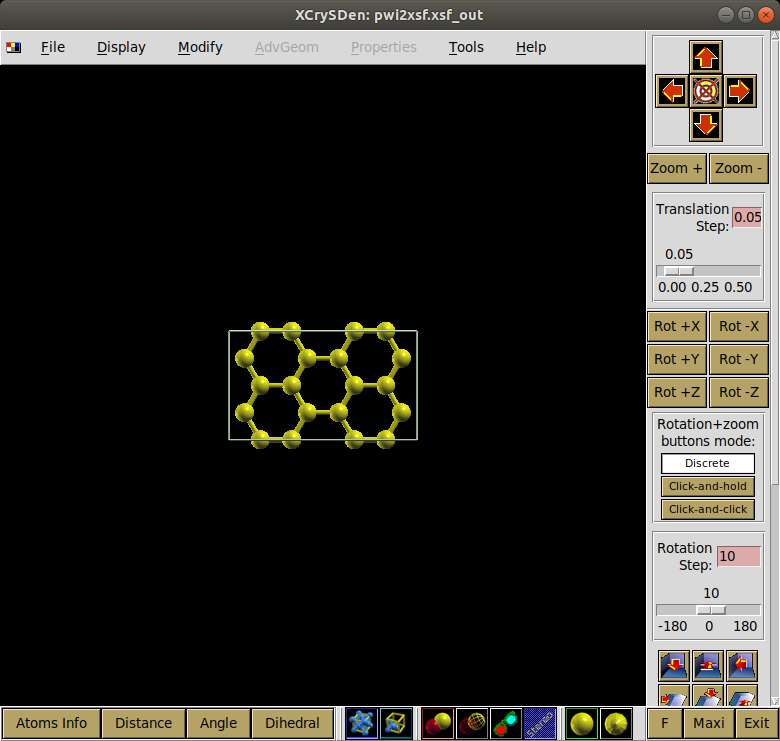 XCrySDen: pwi2xsf.xsf_out
File Display Modify AdvGeom Properties Tools Help
Zoom + Zoom -
Translation
Step: 0.05
0.05
0.00 0.25 0.50
Rot +X Rot -X
Rot +Y Rot -Y
Rot +Z Rot -Z
Rotation+zoom
buttons mode:
Discrete
Click-and-hold
Click-and-click
Rotation
Step: 10
10
-180 0 180
Atoms Info Distance Angle Dihedral Stereo F Maxi Exit